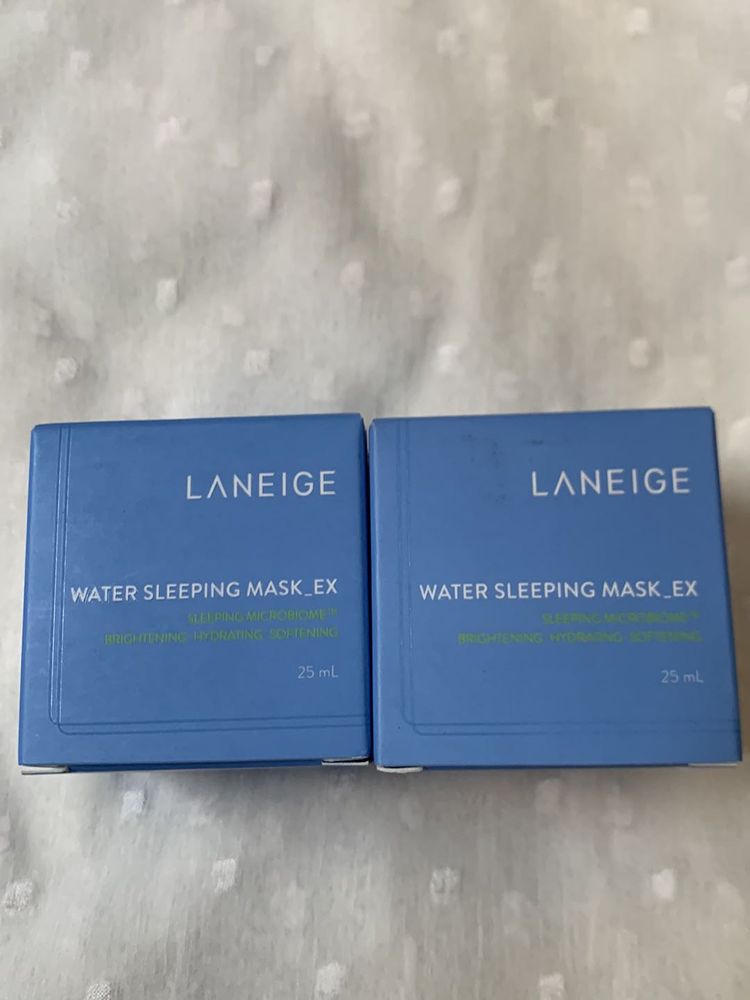 LANEIGE
WATER SLEEPING MASK_EX
SLEEPING MICROBIOME™
BRIGHTENING HYDRATING SOFTENING
25 mL
LANEIGE
WATER SLEEPING MASK_EX
SLEEPING MICROBIOME™
BRIGHTENING HYDRATING SOFTENING
25 mL